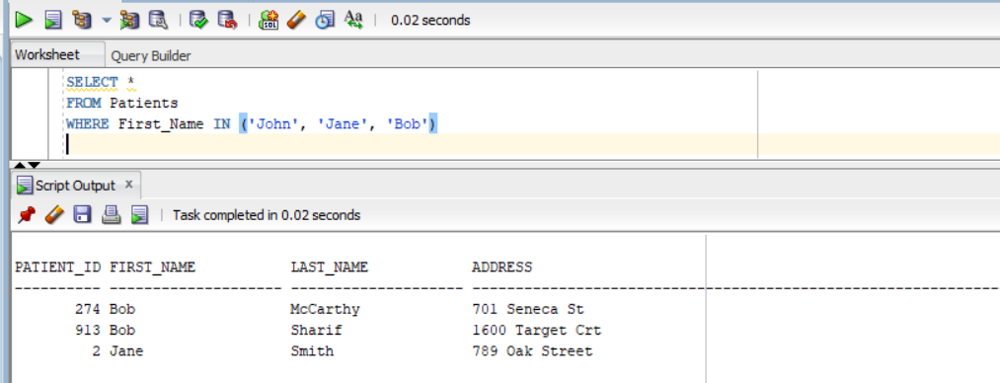 0.02 seconds
Worksheet Query Builder
SELECT *
FROM Patients
WHERE First_Name IN ('John', 'Jane', 'Bob')
Script Output x
Task completed in 0.02 seconds
PATIENT_ID FIRST_NAME LAST_NAME ADDRESS
---------- -------------------- -------------------- --------------------------------------------------------------
274 Bob McCarthy 701 Seneca St
913 Bob Sharif 1600 Target Crt
2 Jane Smith 789 Oak Street